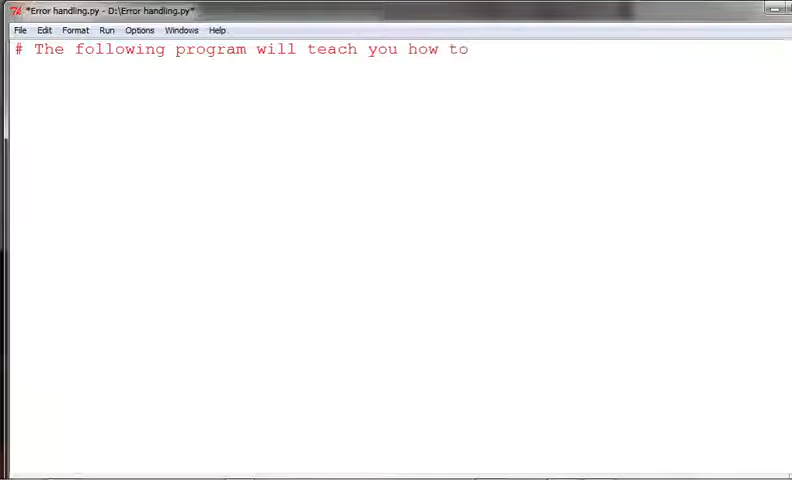 *Error handling.py - D:\Error handling.py*
File Edit Format Run Options Windows Help
# The following program will teach you how to